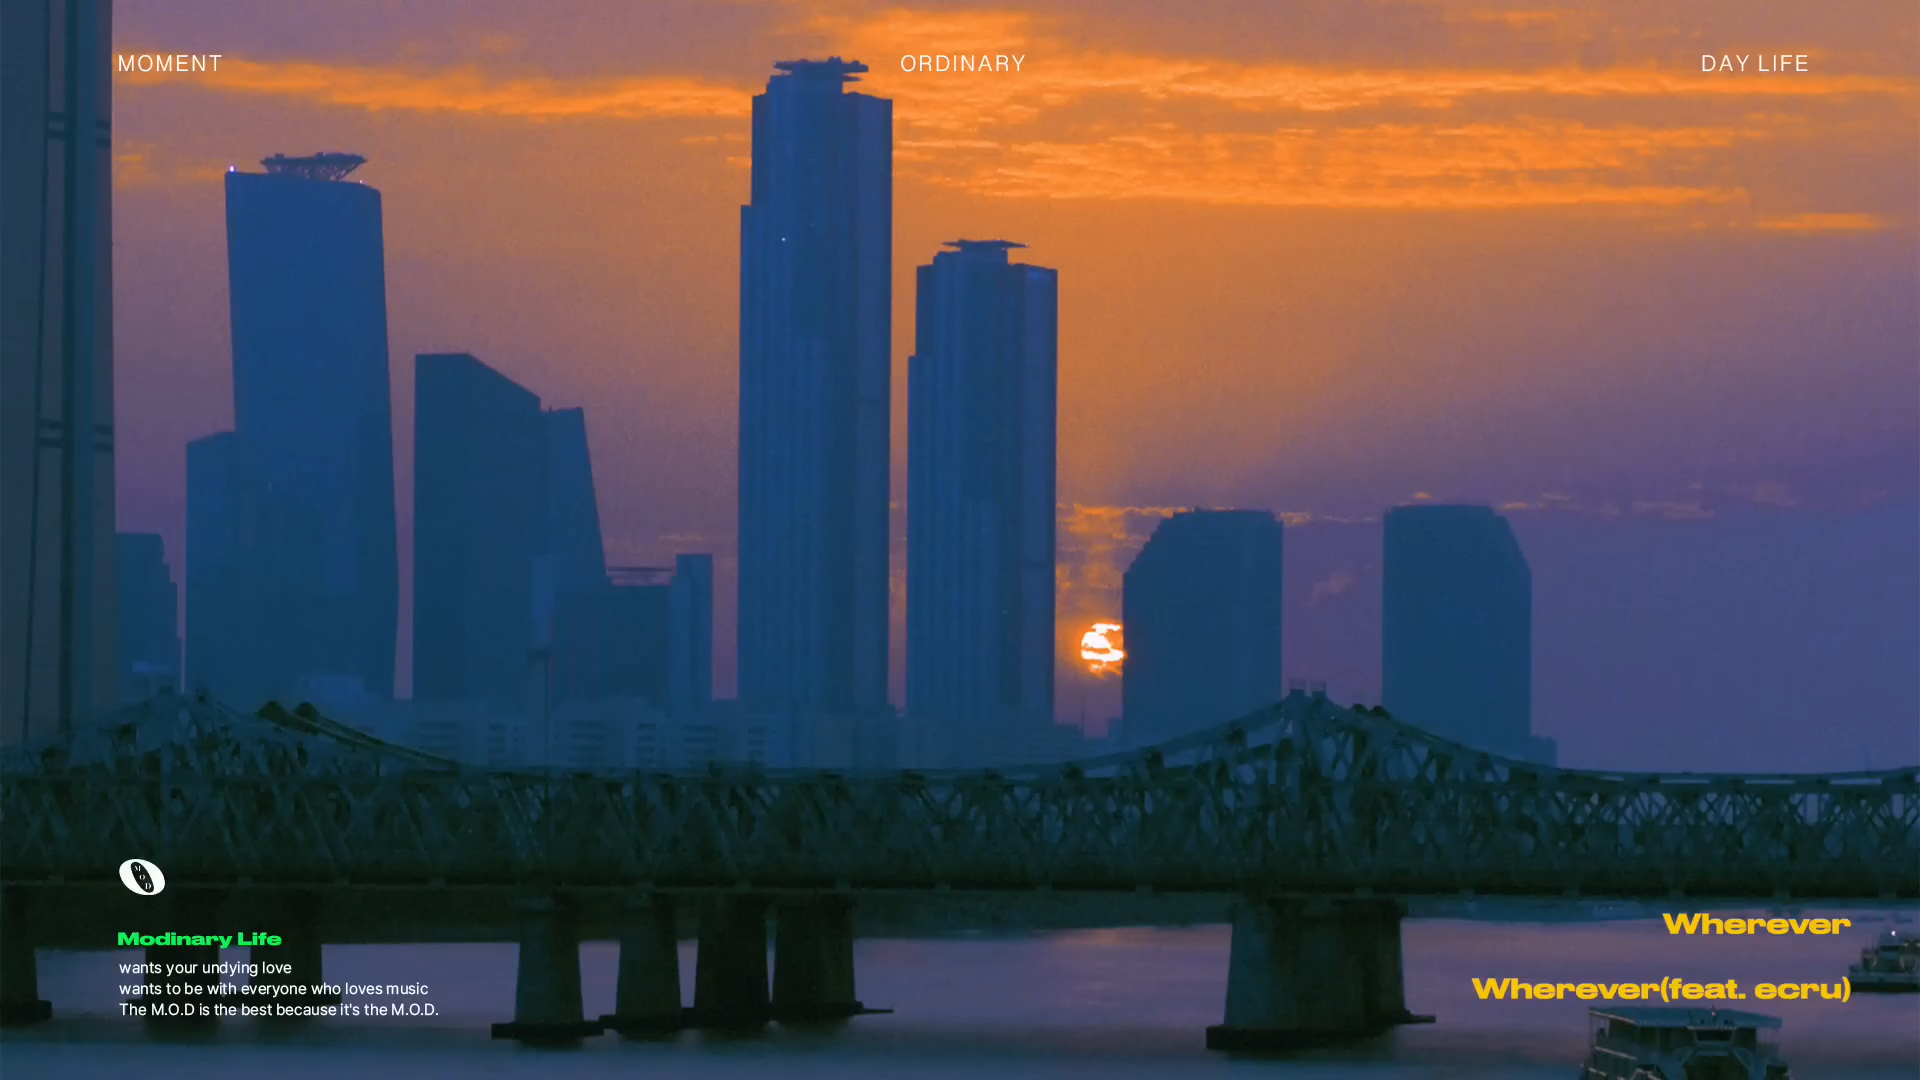 MOMENT
ORDINARY
DAY LIFE
M
O
D
Modinary Life
wants your undying love
wants to be with everyone who loves music
The M.O.D is the best because it's the M.O.D.
Wherever
Wherever(feat. ecru)